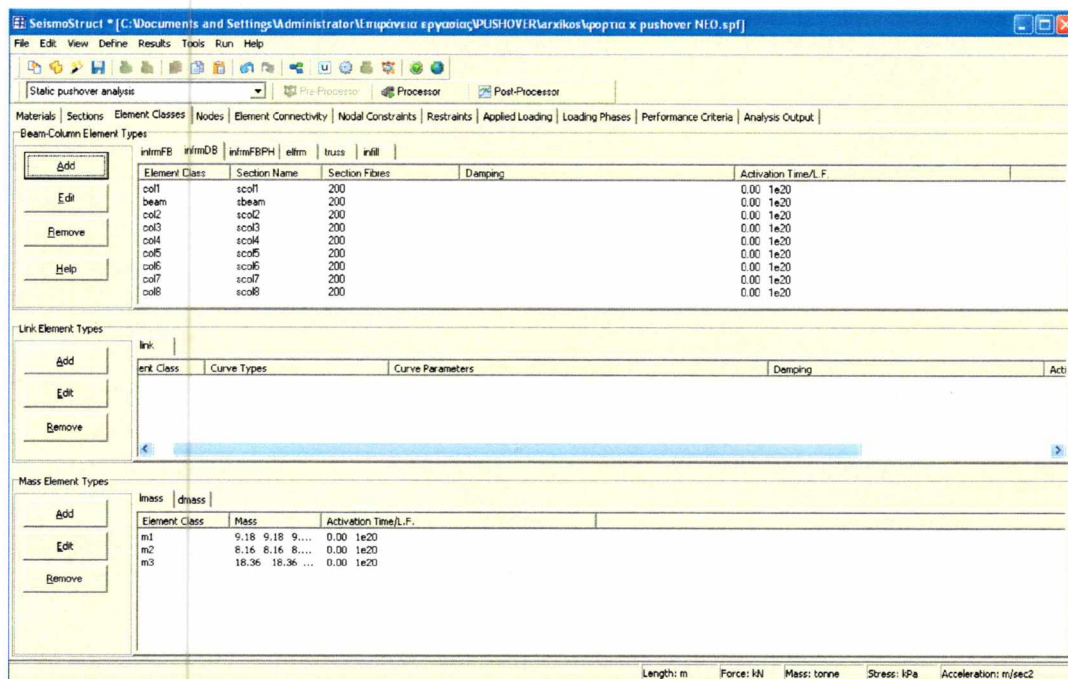 SeismoStruct * [C:\Documents and Settings\Administrator\Επιφάνεια εργασίας\PUSHOVER\arxikos\φορτια x pushover NEO.spf]
File Edit View Define Results Tools Run Help
Static pushover analysis Pre-Processor Processor Post-Processor
Materials Sections Element Classes Nodes Element Connectivity Nodal Constraints Restraints Applied Loading Loading Phases Performance Criteria Analysis Output
Beam-Column Element Types
Add
Edit
Remove
Help
infrmFB infrmDB infrmFBPH elfrm truss infill
Element Class Section Name Section Fibres Damping Activation Time/L.F.
col1 scol1 200 0.00 1e20
beam sbeam 200 0.00 1e20
col2 scol2 200 0.00 1e20
col3 scol3 200 0.00 1e20
col4 scol4 200 0.00 1e20
col5 scol5 200 0.00 1e20
col6 scol6 200 0.00 1e20
col7 scol7 200 0.00 1e20
col8 scol8 200 0.00 1e20
Link Element Types
Add
Edit
Remove
link
ent Class Curve Types Curve Parameters Damping Acti
Mass Element Types
Add
Edit
Remove
lmass dmass
Element Class Mass Activation Time/L.F.
m1 9.18 9.18 9.... 0.00 1e20
m2 8.16 8.16 8.... 0.00 1e20
m3 18.36 18.36 ... 0.00 1e20
Length: m Force: kN Mass: tonne Stress: kPa Acceleration: m/sec2